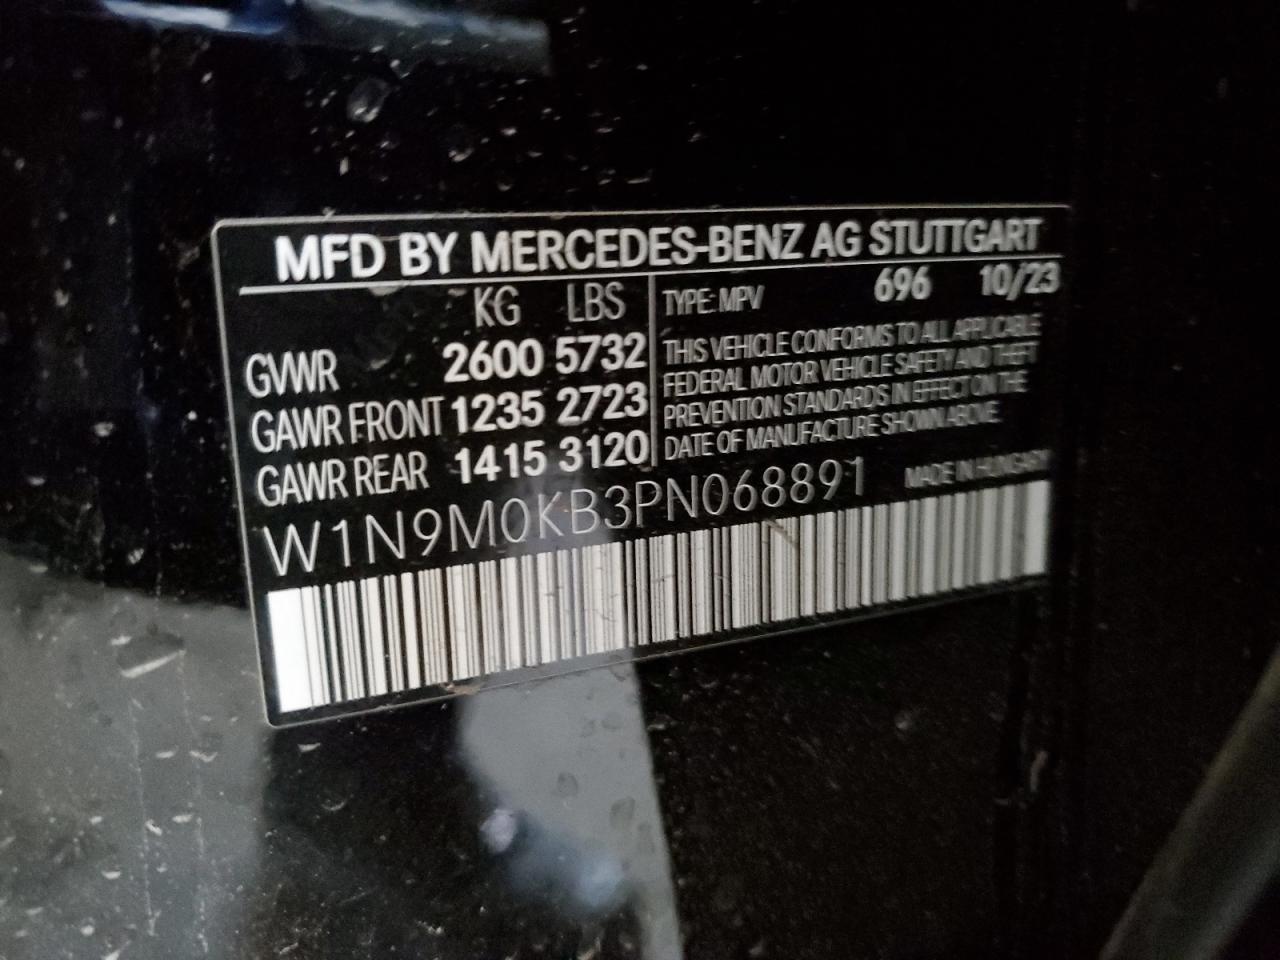 MFD BY MERCEDES-BENZ AG STUTTGART
KG LBS
GVWR 2600 5732
GAWR FRONT 1235 2723
GAWR REAR 1415 3120
TYPE: MPV 696 10/23
THIS VEHICLE CONFORMS TO ALL APPLICABLE
FEDERAL MOTOR VEHICLE SAFETY AND THEFT
PREVENTION STANDARDS IN EFFECT ON THE
DATE OF MANUFACTURE SHOWN ABOVE.
W1N9M0KB3PN068891
MADE IN HUNGARY